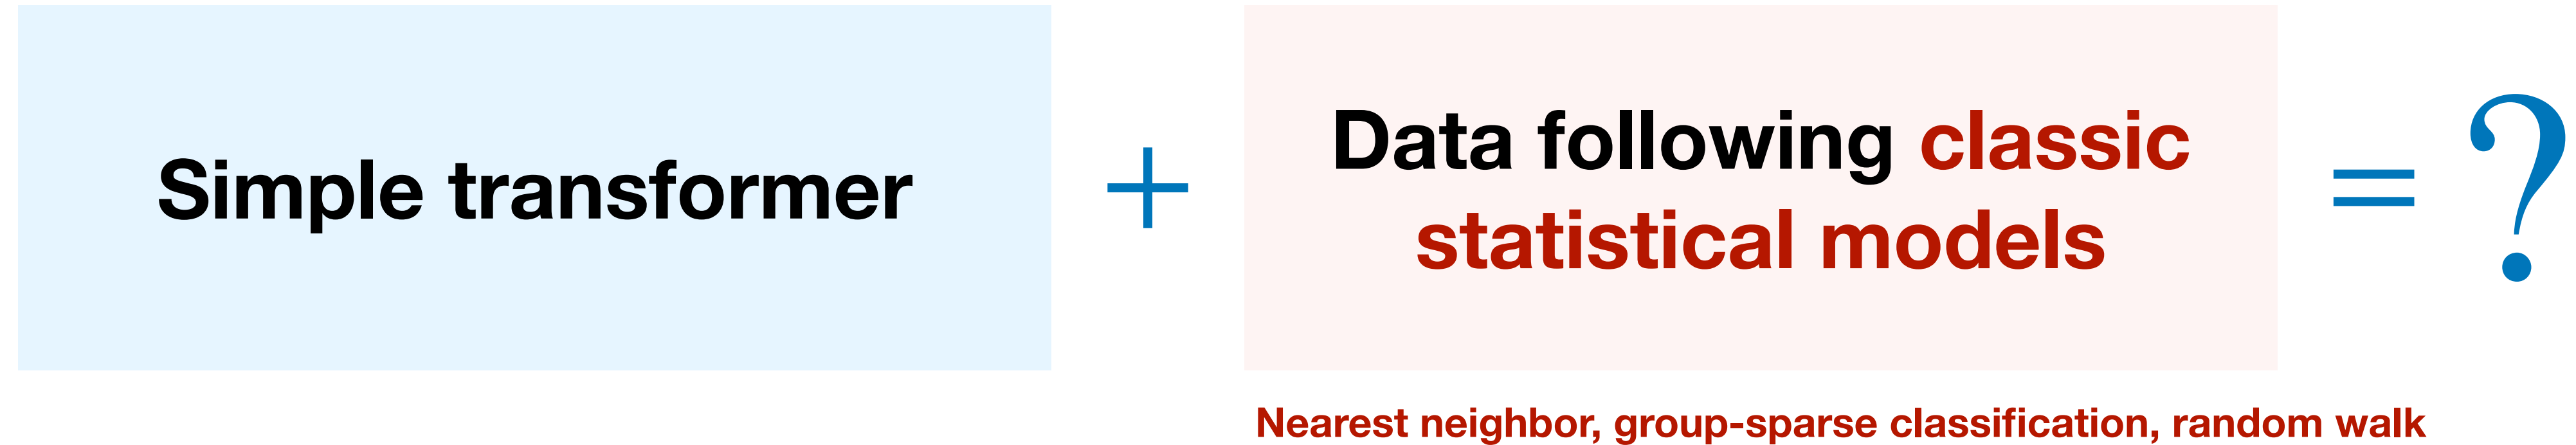 Simple transformer
+
Data following classic
statistical models
= ?
Nearest neighbor, group-sparse classification, random walk